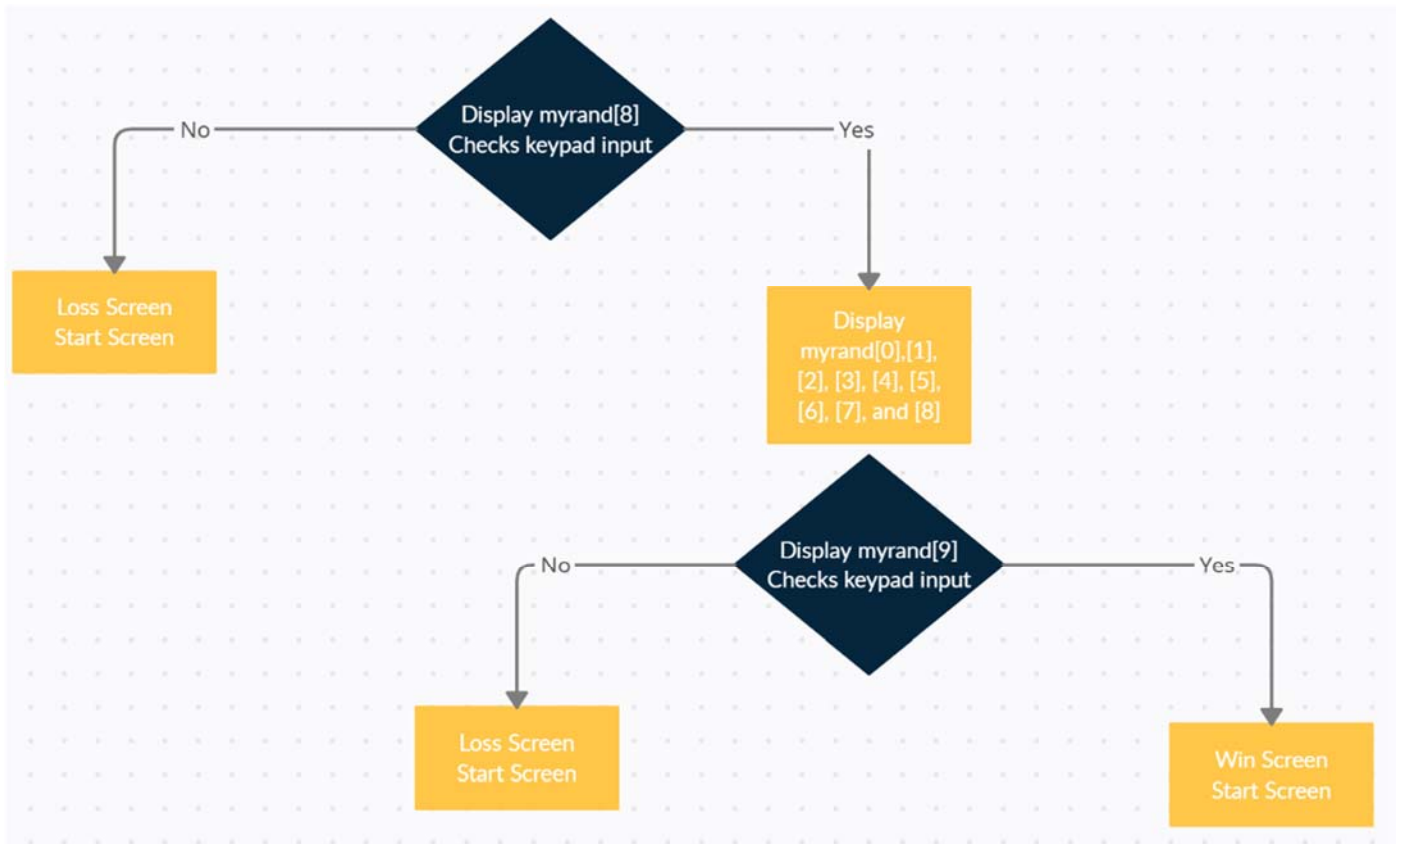 Display myrand[8]
Checks keypad input
No
Yes
Loss Screen
Start Screen
Display
myrand[0],[1],
[2], [3], [4], [5],
[6], [7], and [8]
Display myrand[9]
Checks keypad input
No
Yes
Loss Screen
Start Screen
Win Screen
Start Screen